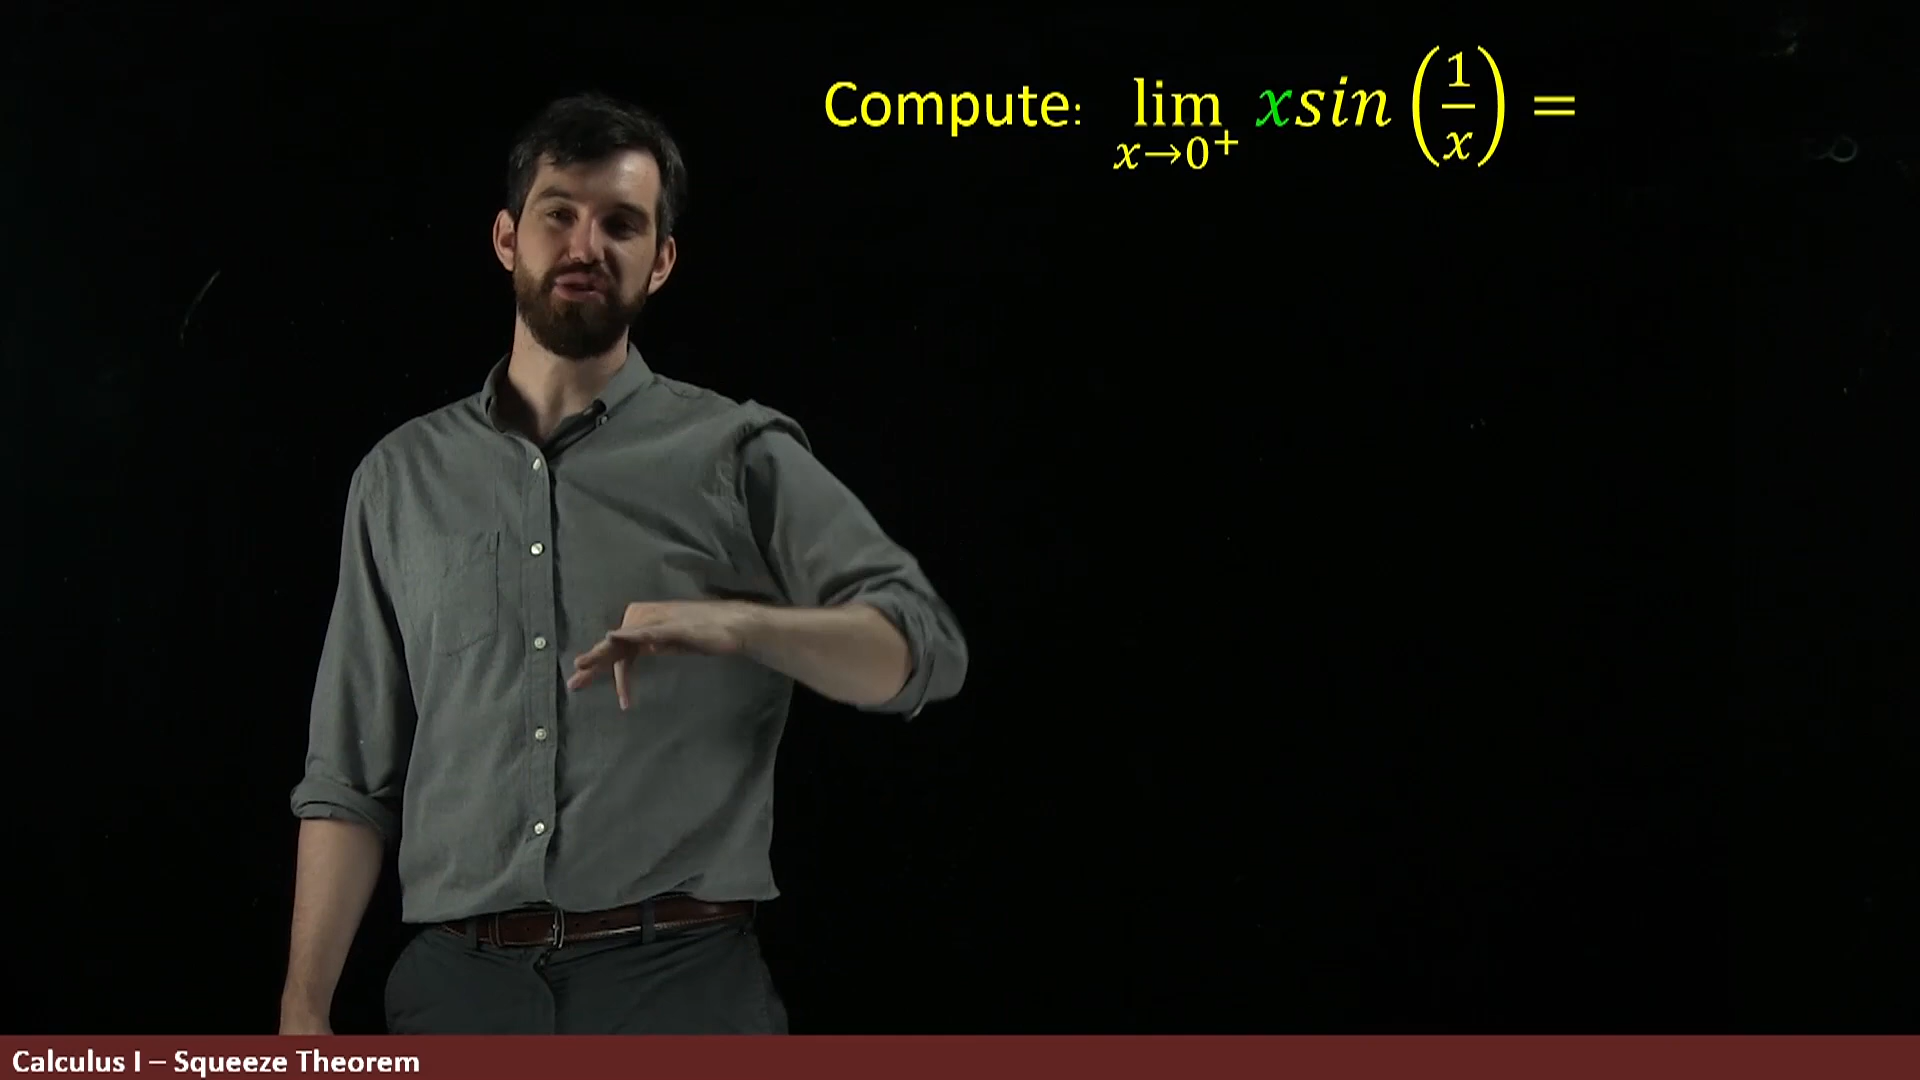 Compute: lim x→0⁺ xsin (1/x) =
Calculus I – Squeeze Theorem